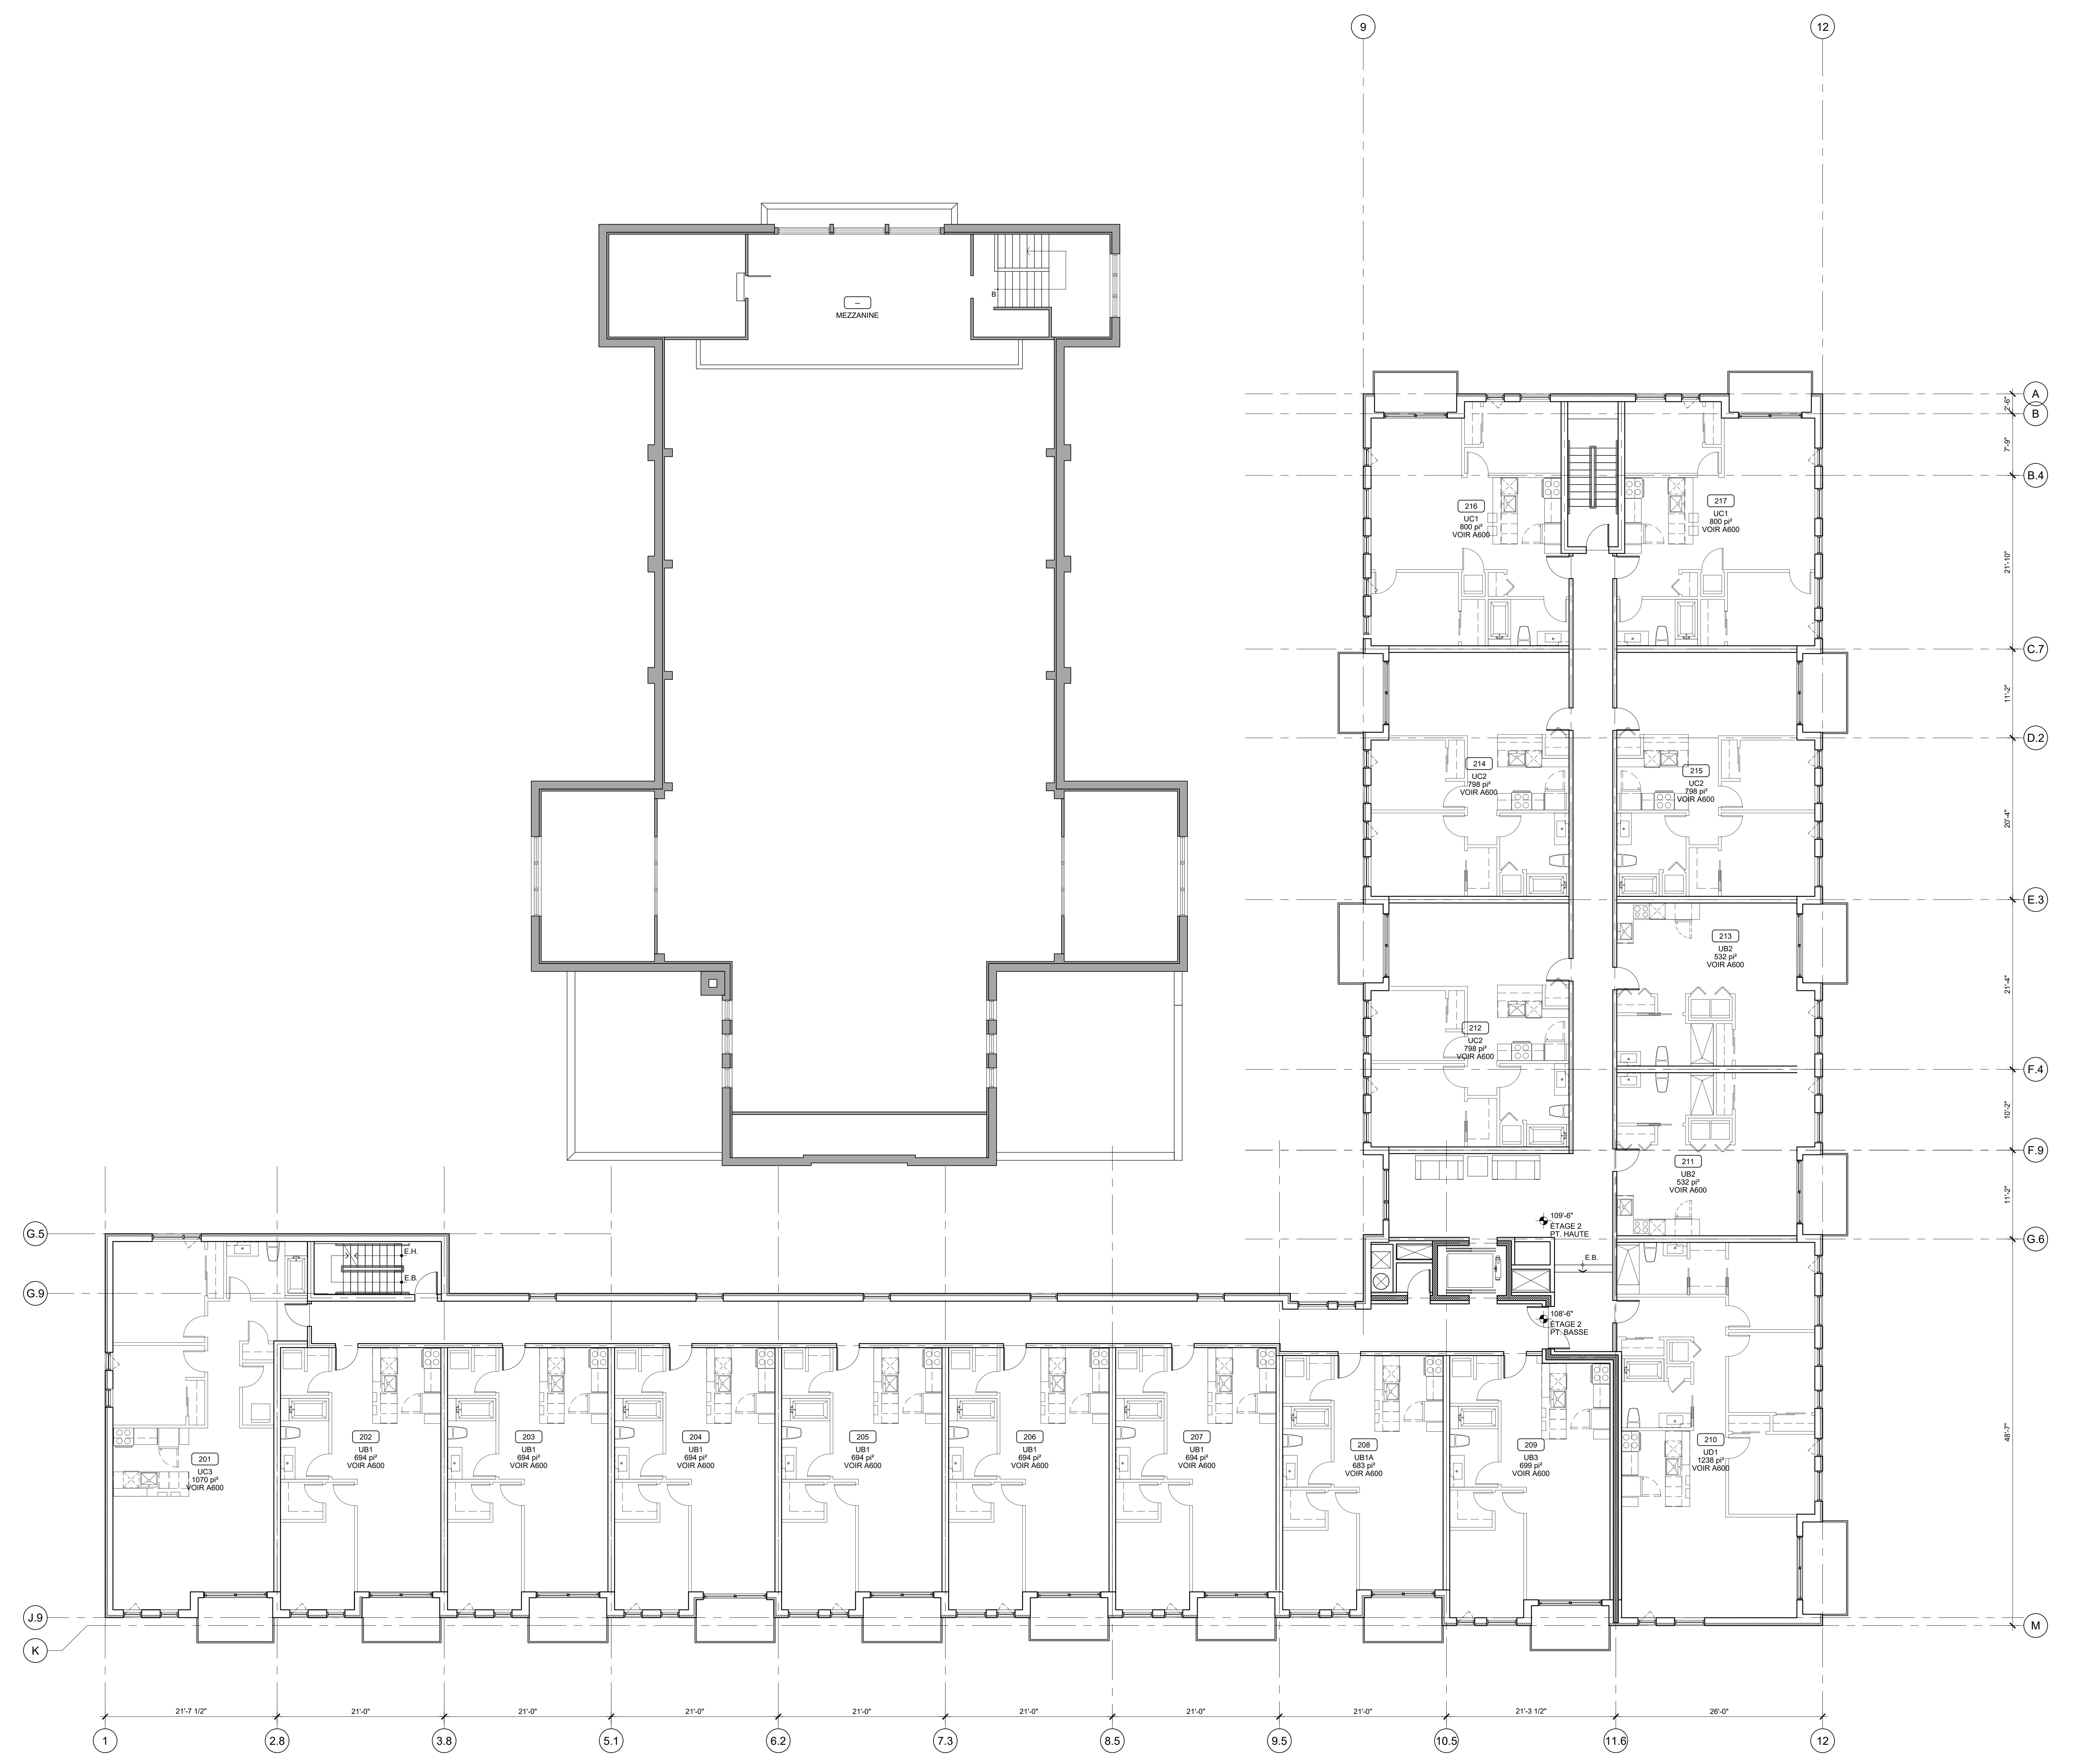 9
12
--
MEZZANINE
B
A
2'-6"
B
7'-9"
B.4
216
UC1
800 pi²
VOIR A600
217
UC1
800 pi²
VOIR A600
21'-10"
C.7
11'-2"
D.2
214
UC2
798 pi²
VOIR A600
215
UC2
798 pi²
VOIR A600
20'-4"
E.3
213
UB2
532 pi²
VOIR A600
21'-4"
212
UC2
798 pi²
VOIR A600
F.4
10'-2"
F.9
211
UB2
532 pi²
VOIR A600
11'-2"
109'-6"
ÉTAGE 2
PT. HAUTE
G.5
G.6
E.H.
E.B.
E.B.
G.9
108'-6"
ÉTAGE 2
PT. BASSE
201
UC3
1070 pi²
VOIR A600
202
UB1
694 pi²
VOIR A600
203
UB1
694 pi²
VOIR A600
204
UB1
694 pi²
VOIR A600
205
UB1
694 pi²
VOIR A600
206
UB1
694 pi²
VOIR A600
207
UB1
694 pi²
VOIR A600
208
UB1A
683 pi²
VOIR A600
209
UB3
699 pi²
VOIR A600
210
UD1
1238 pi²
VOIR A600
48'-7"
J.9
M
K
21'-7 1/2"
21'-0"
21'-0"
21'-0"
21'-0"
21'-0"
21'-0"
21'-0"
21'-3 1/2"
26'-0"
1
2.8
3.8
5.1
6.2
7.3
8.5
9.5
10.5
11.6
12